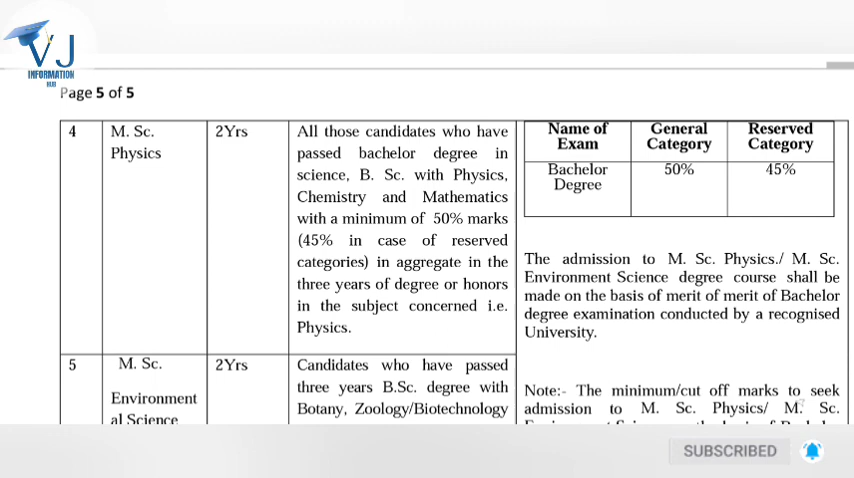 VJ
INFORMATION
HUB
Page 5 of 5
4
M. Sc.
Physics
2Yrs
All those candidates who have
passed bachelor degree in
science, B. Sc. with Physics,
Chemistry and Mathematics
with a minimum of 50% marks
(45% in case of reserved
categories) in aggregate in the
three years of degree or honors
in the subject concerned i.e.
Physics.
Name of Exam
General Category
Reserved Category
Bachelor Degree
50%
45%
The admission to M. Sc. Physics./ M. Sc.
Environment Science degree course shall be
made on the basis of merit of merit of Bachelor
degree examination conducted by a recognised
University.
5
M. Sc.
Environment
al Science
2Yrs
Candidates who have passed
three years B.Sc. degree with
Botany, Zoology/Biotechnology
Note:- The minimum/cut off marks to seek
admission to M. Sc. Physics/ M. Sc.
SUBSCRIBED